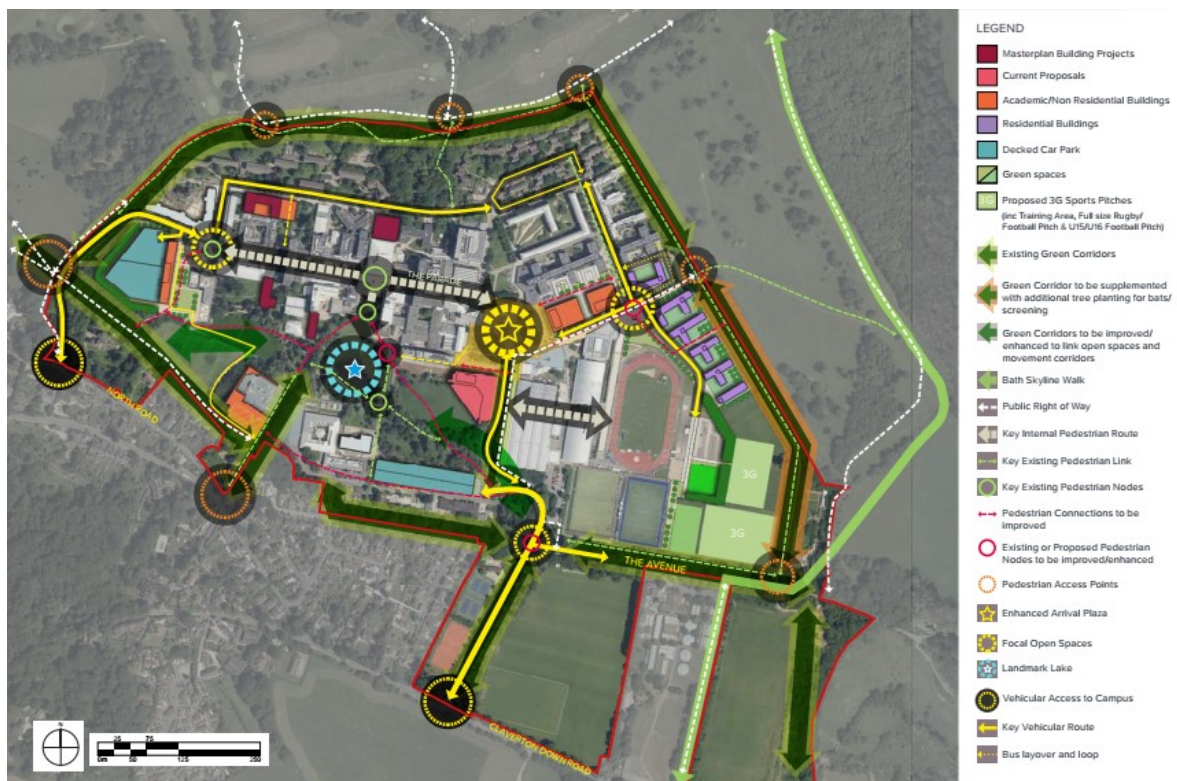 LEGEND
Masterplan Building Projects
Current Proposals
Academic/Non Residential Buildings
Residential Buildings
Decked Car Park
Green spaces
3G
Proposed 3G Sports Pitches
(inc Training Area, Full size Rugby/
Football Pitch & U15/U16 Football Pitch)
Existing Green Corridors
Green Corridor to be supplemented
with additional tree planting for bats/
screening
Green Corridors to be improved/
enhanced to link open spaces and
movement corridors
Bath Skyline Walk
Public Right of Way
Key Internal Pedestrian Route
Key Existing Pedestrian Link
Key Existing Pedestrian Nodes
Pedestrian Connections to be
improved
Existing or Proposed Pedestrian
Nodes to be improved/enhanced
Pedestrian Access Points
Enhanced Arrival Plaza
Focal Open Spaces
Landmark Lake
Vehicular Access to Campus
Key Vehicular Route
Bus layover and loop
THE PARADE
NORTH ROAD
3G
3G
THE AVENUE
CLAVERTON DOWN ROAD
N
25 75
0m 50 125 250